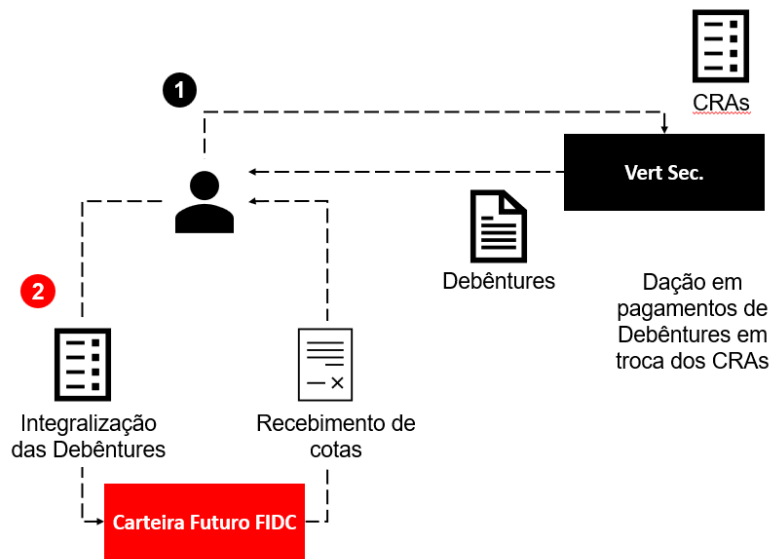 1
CRAs
Vert Sec.
Debêntures
Dação em
pagamentos de
Debêntures em
troca dos CRAs
2
Integralização
das Debêntures
Recebimento de
cotas
Carteira Futuro FIDC